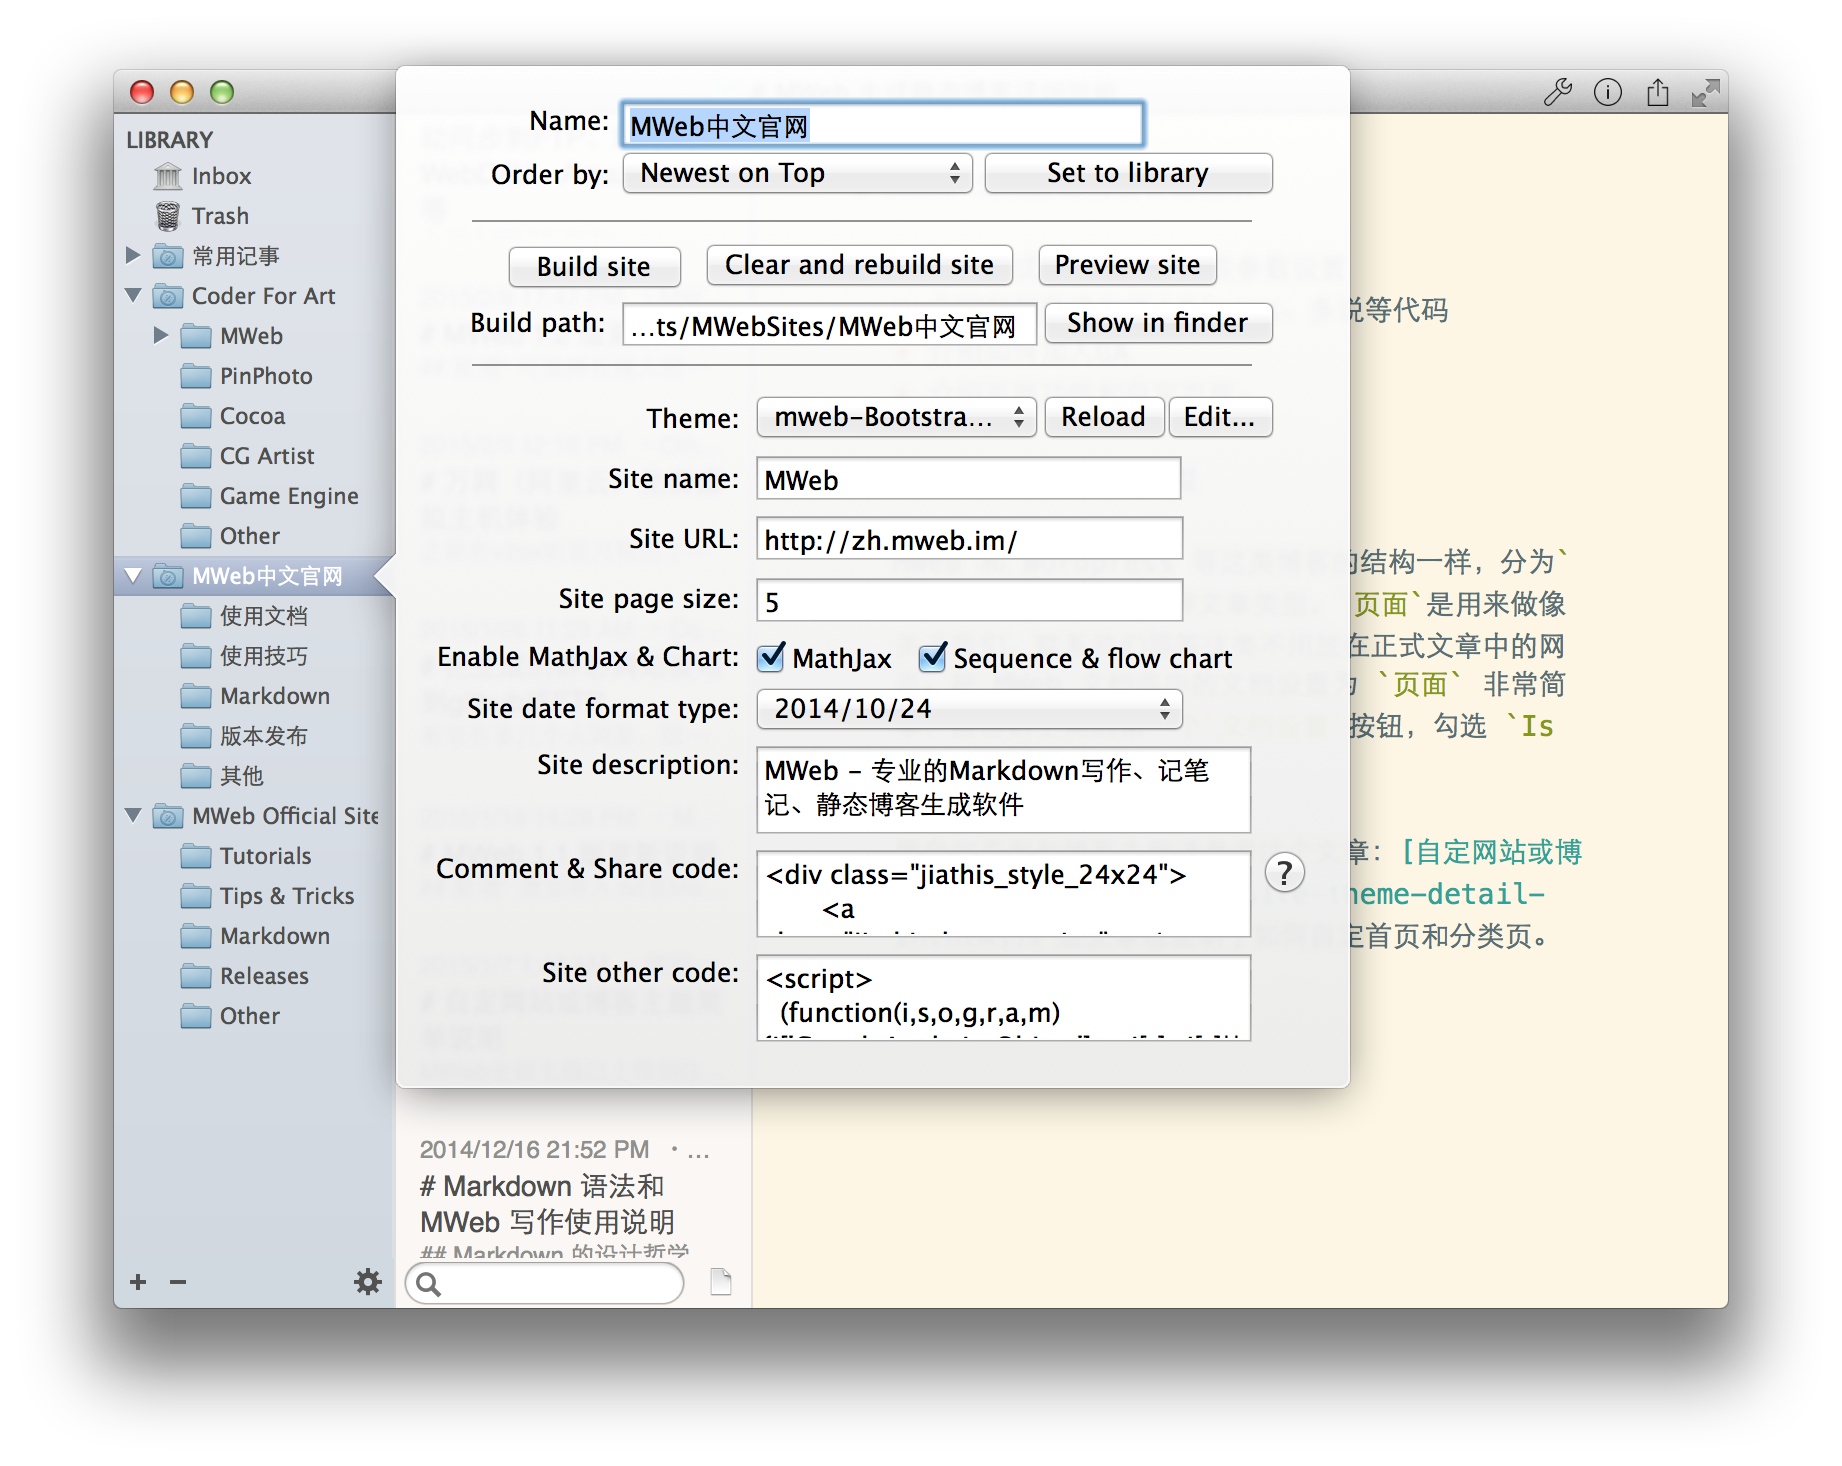 LIBRARY
Inbox
Trash
常用记事
Coder For Art
MWeb
PinPhoto
Cocoa
CG Artist
Game Engine
Other
MWeb中文官网
使用文档
使用技巧
Markdown
版本发布
其他
MWeb Official Site
Tutorials
Tips & Tricks
Markdown
Releases
Other
Name: MWeb中文官网
Order by: Newest on Top Set to library
Build site Clear and rebuild site Preview site
Build path: ...ts/MWebSites/MWeb中文官网 Show in finder
Theme: mweb-Bootstra... Reload Edit...
Site name: MWeb
Site URL: http://zh.mweb.im/
Site page size: 5
Enable MathJax & Chart: MathJax Sequence & flow chart
Site date format type: 2014/10/24
Site description: MWeb – 专业的Markdown写作、记笔
记、静态博客生成软件
Comment & Share code: <div class="jiathis_style_24x24">
<a
?
Site other code: <script>
(function(i,s,o,g,r,a,m)
说等代码
的结构一样，分为`
`页面`是用来做像
在正式文章中的网
`页面` 非常简
按钮，勾选 `Is
章：[自定网站或博
heme-detail-
定首页和分类页。
2014/12/16 21:52 PM ・...
# Markdown 语法和
MWeb 写作使用说明
## Markdown 的设计哲学